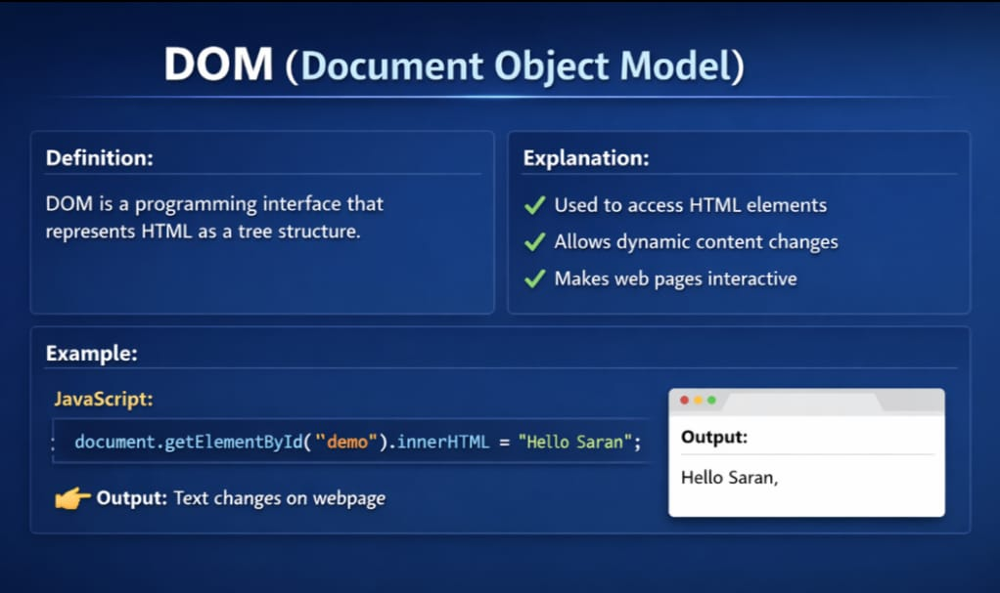 DOM (Document Object Model)
Definition:
DOM is a programming interface that
represents HTML as a tree structure.
Explanation:
Used to access HTML elements
Allows dynamic content changes
Makes web pages interactive
Example:
JavaScript:
document.getElementById("demo").innerHTML = "Hello Saran";
Output: Text changes on webpage
Output:
Hello Saran,